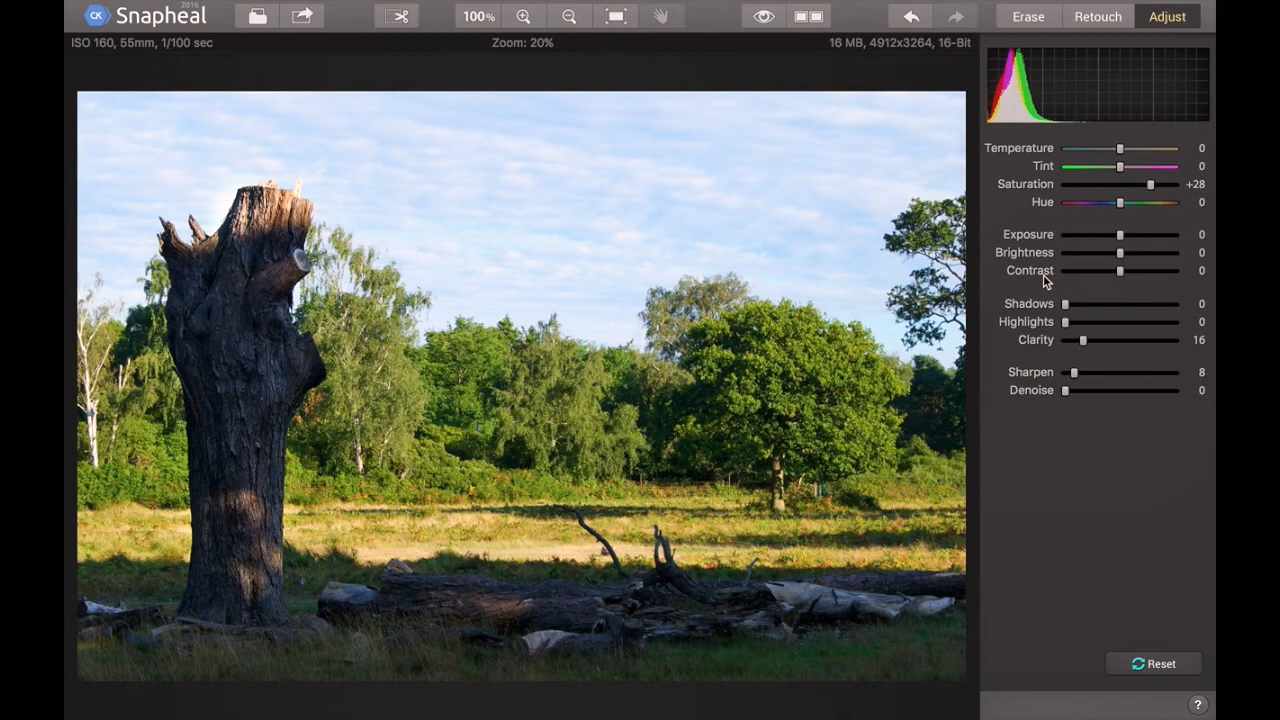 CK Snapheal 2016
100%
Erase Retouch Adjust
ISO 160, 55mm, 1/100 sec
Zoom: 20%
16 MB, 4912x3264, 16-Bit
Temperature 0
Tint 0
Saturation +28
Hue 0
Exposure 0
Brightness 0
Contrast 0
Shadows 0
Highlights 0
Clarity 16
Sharpen 8
Denoise 0
Reset
?